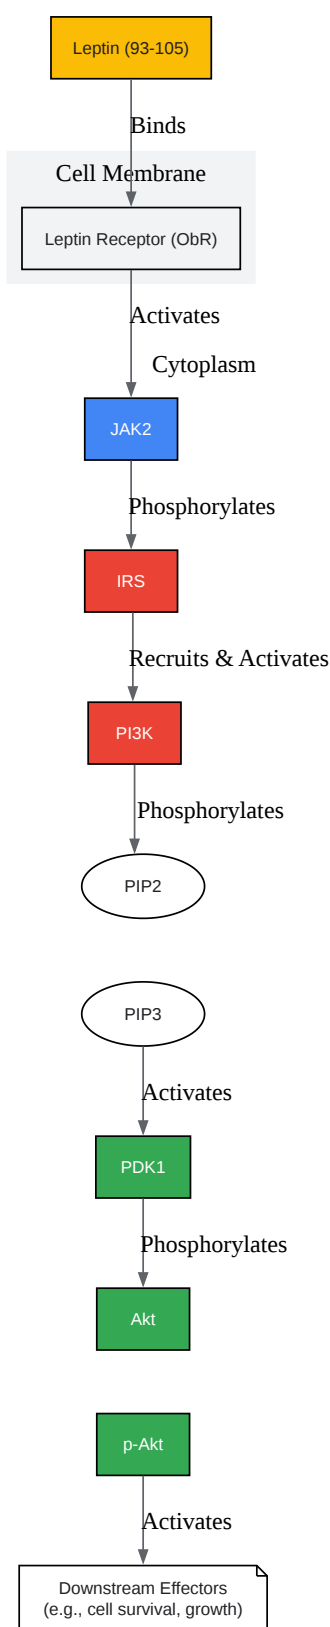 Leptin (93-105)
Binds
Cell Membrane
Leptin Receptor (ObR)
Activates
Cytoplasm
JAK2
Phosphorylates
IRS
Recruits & Activates
PI3K
Phosphorylates
PIP2
PIP3
Activates
PDK1
Phosphorylates
Akt
p-Akt
Activates
Downstream Effectors
(e.g., cell survival, growth)